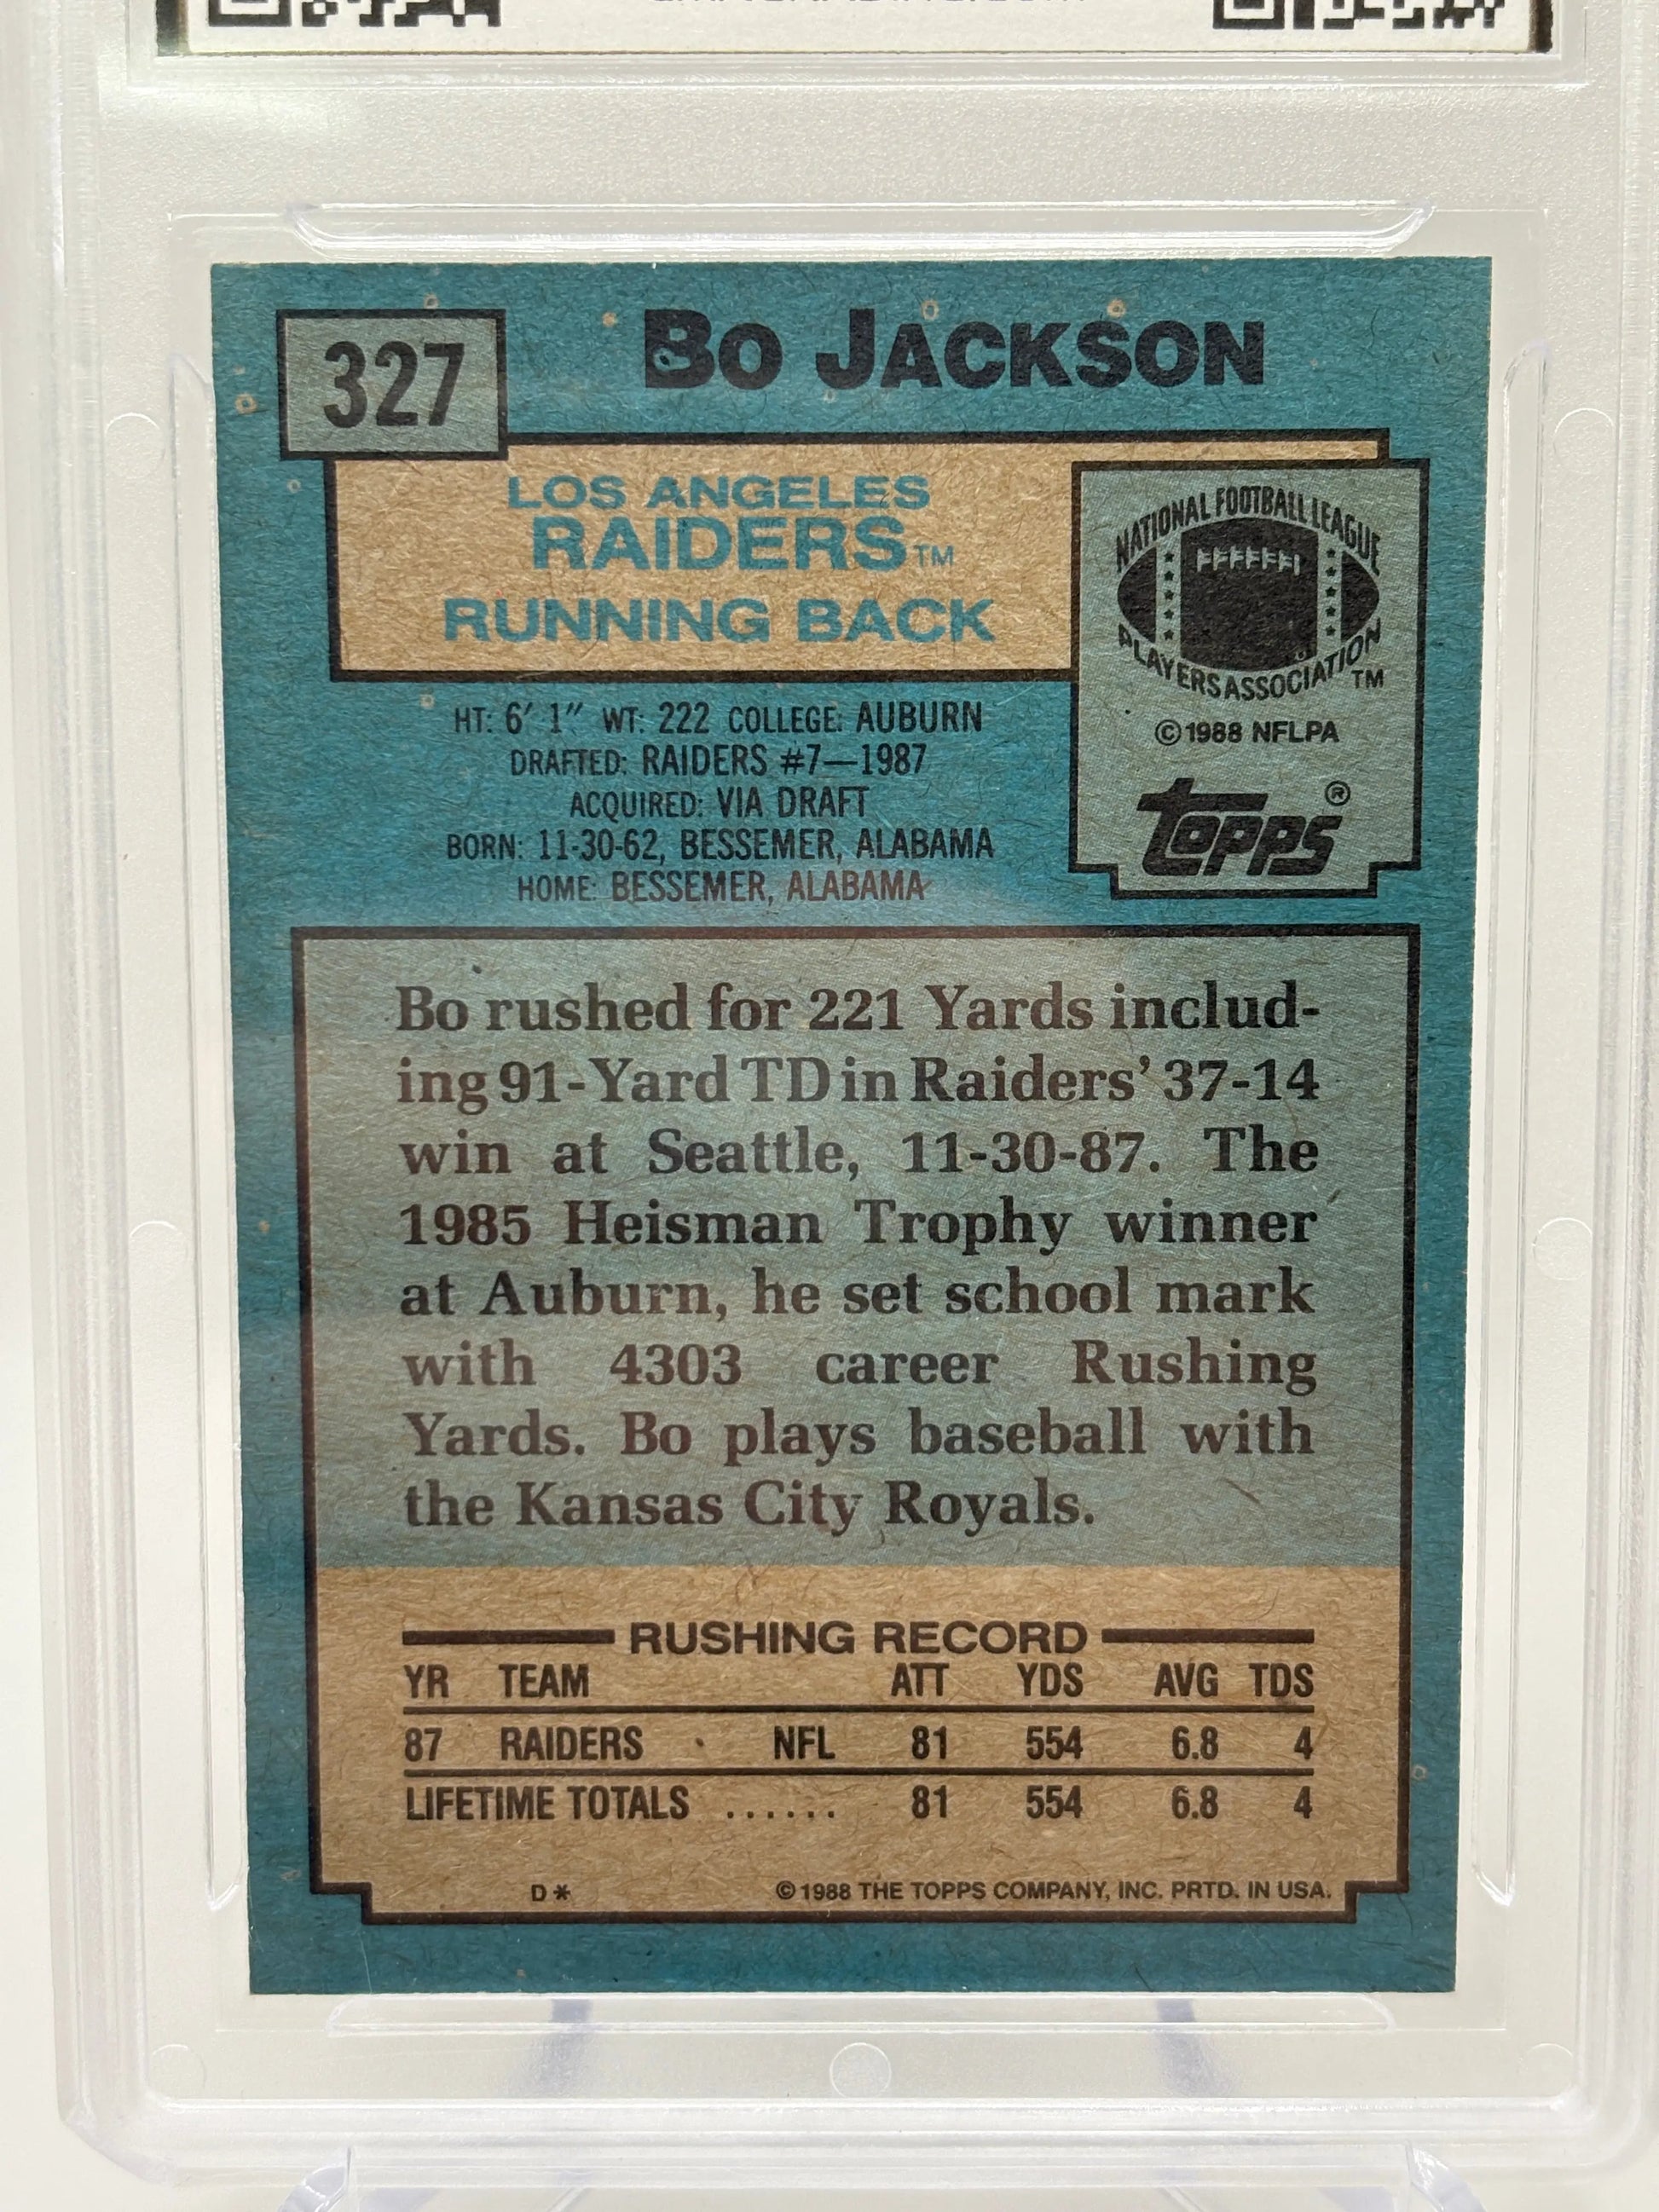 327
BO JACKSON
LOS ANGELES
RAIDERS™
RUNNING BACK
NATIONAL FOOTBALL LEAGUE
PLAYERS ASSOCIATION
TM
©1988 NFLPA
Topps®
HT: 6' 1" WT: 222 COLLEGE: AUBURN
DRAFTED: RAIDERS #7—1987
ACQUIRED: VIA DRAFT
BORN: 11-30-62, BESSEMER, ALABAMA
HOME: BESSEMER, ALABAMA
Bo rushed for 221 Yards includ-
ing 91-Yard TD in Raiders' 37-14
win at Seattle, 11-30-87. The
1985 Heisman Trophy winner
at Auburn, he set school mark
with 4303 career Rushing
Yards. Bo plays baseball with
the Kansas City Royals.
RUSHING RECORD
YR TEAM ATT YDS AVG TDS
87 RAIDERS NFL 81 554 6.8 4
LIFETIME TOTALS ...... 81 554 6.8 4
D* ©1988 THE TOPPS COMPANY, INC. PRTD. IN USA.